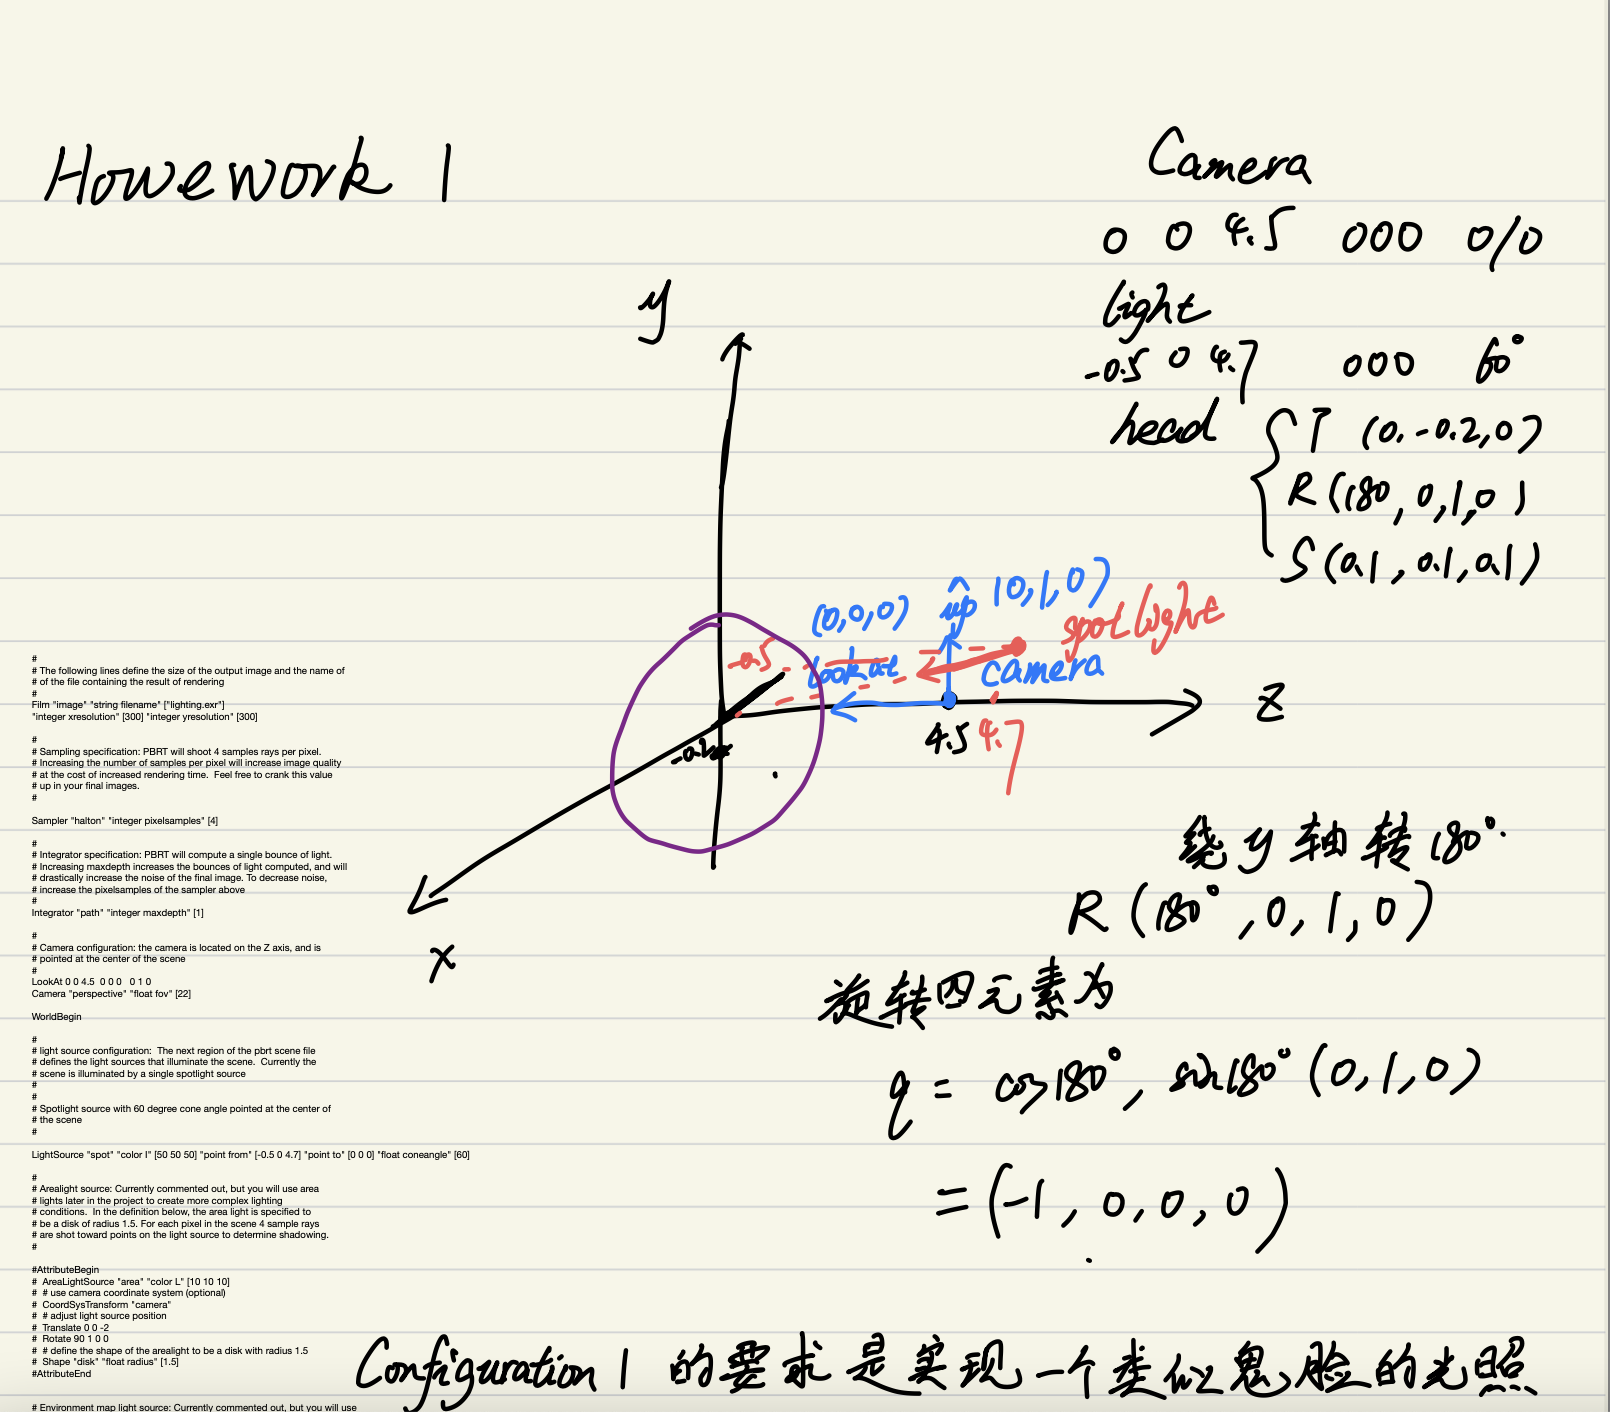 Howework 1
Camera
0 0 4.5 000 0/0
light
-0.5 0 4.7 000 60°
head { T (0.-0.2,0)
R (180,0,1,0)
S (0.1,0.1,0.1)
y
(0,0,0) up (0,1,0)
spotlight
-0.5 lookat camera
z
4.5 4.7
x
绕y轴转180°.
R (180°,0,1,0)
旋转四元素为
q = cos180°, sin180°(0,1,0)
= (-1,0,0,0)
Configuration 1 的要求是实现一个类似鬼脸的光照
#
# The following lines define the size of the output image and the name of
# of the file containing the result of rendering
#
Film "image" "string filename" ["lighting.exr"]
"integer xresolution" [300] "integer yresolution" [300]
#
# Sampling specification: PBRT will shoot 4 samples rays per pixel.
# Increasing the number of samples per pixel will increase image quality
# at the cost of increased rendering time.  Feel free to crank this value
# up in your final images.
#
Sampler "halton" "integer pixelsamples" [4]
#
# Integrator specification: PBRT will compute a single bounce of light.
# Increasing maxdepth increases the bounces of light computed, and will
# drastically increase the noise of the final image. To decrease noise,
# increase the pixelsamples of the sampler above
#
Integrator "path" "integer maxdepth" [1]
#
# Camera configuration: the camera is located on the Z axis, and is
# pointed at the center of the scene
#
LookAt 0 0 4.5  0 0 0   0 1 0
Camera "perspective" "float fov" [22]
WorldBegin
#
# light source configuration:  The next region of the pbrt scene file
# defines the light sources that illuminate the scene.  Currently the
# scene is illuminated by a single spotlight source
#
#
# Spotlight source with 60 degree cone angle pointed at the center of
# the scene
#
LightSource "spot" "color I" [50 50 50] "point from" [-0.5 0 4.7] "point to" [0 0 0] "float coneangle" [60]
#
# Arealight source: Currently commented out, but you will use area
# lights later in the project to create more complex lighting
# conditions.  In the definition below, the area light is specified to
# be a disk of radius 1.5. For each pixel in the scene 4 sample rays
# are shot toward points on the light source to determine shadowing.
#
#AttributeBegin
#  AreaLightSource "area" "color L" [10 10 10]
#  # use camera coordinate system (optional)
#  CoordSysTransform "camera"
#  # adjust light source position
#  Translate 0 0 -2
#  Rotate 90 1 0 0
#  # define the shape of the arealight to be a disk with radius 1.5
#  Shape "disk" "float radius" [1.5]
#AttributeEnd
# Environment map light source: Currently commented out, but you will use